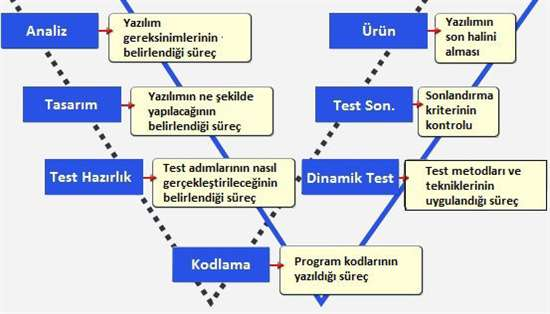 Analiz
Yazılım
gereksinimlerinin
belirlendiği süreç
Ürün
Yazılımın
son halini
alması
Tasarım
Yazılımın ne şekilde
yapılacağının
belirlendiği süreç
Test Son.
Sonlandırma
kriterinin
kontrolu
Test Hazırlık
Test adımlarının nasıl
gerçekleştirileceğinin
belirlendiği süreç
Dinamik Test
Test metodları ve
tekniklerinin
uygulandığı süreç
Kodlama
Program kodlarının
yazıldığı süreç